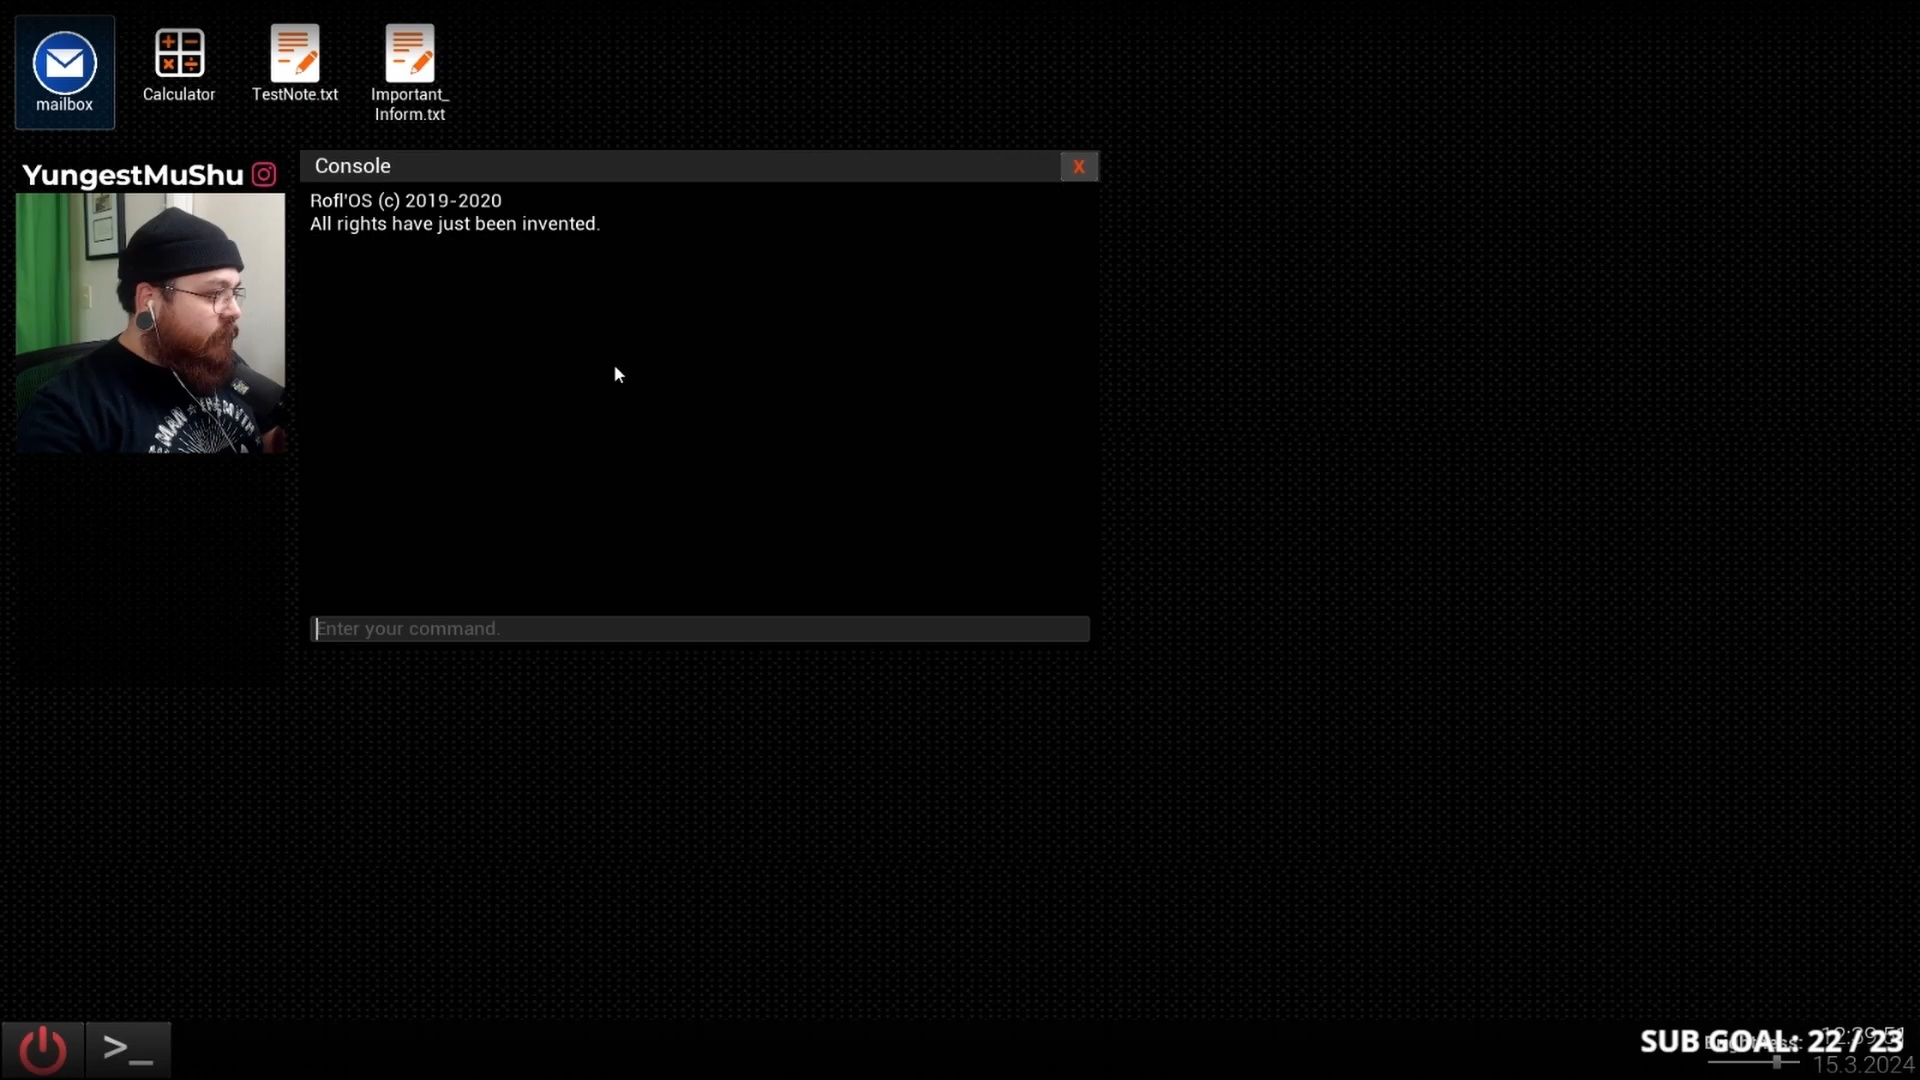 mailbox
Calculator
TestNote.txt
Important_
Inform.txt
YungestMuShu
Console
X
Rofl'OS (c) 2019-2020
All rights have just been invented.
MAN
Enter your command.
>_
SUB GOAL: 22 / 23
15.3.2024